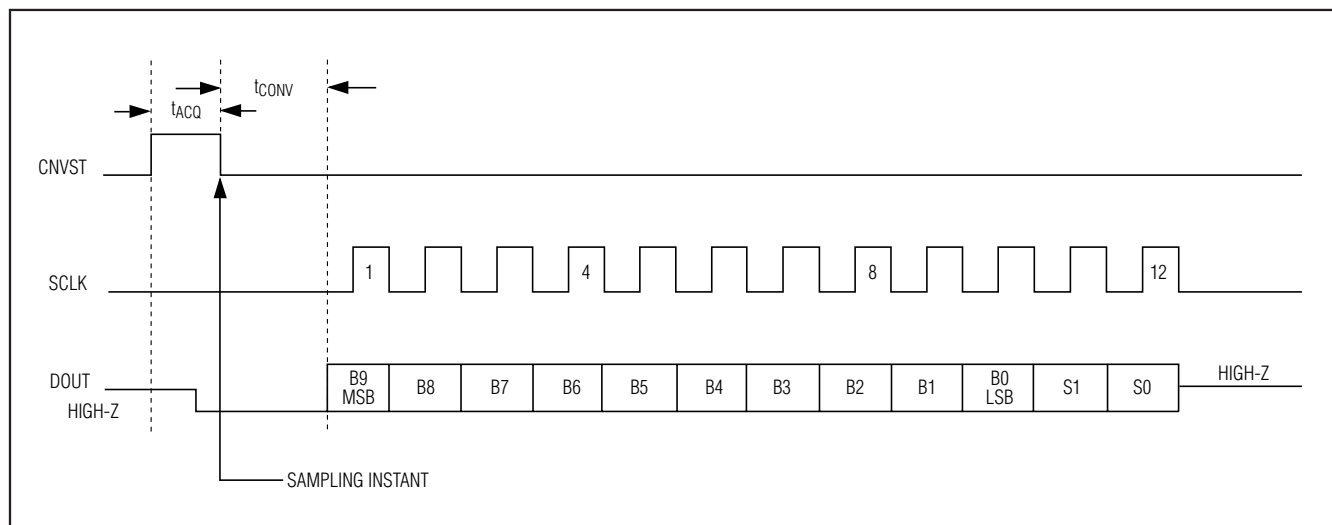 tCONV
tACQ
CNVST
SCLK
1
4
8
12
DOUT
HIGH-Z
B9
MSB
B8
B7
B6
B5
B4
B3
B2
B1
B0
LSB
S1
S0
HIGH-Z
SAMPLING INSTANT